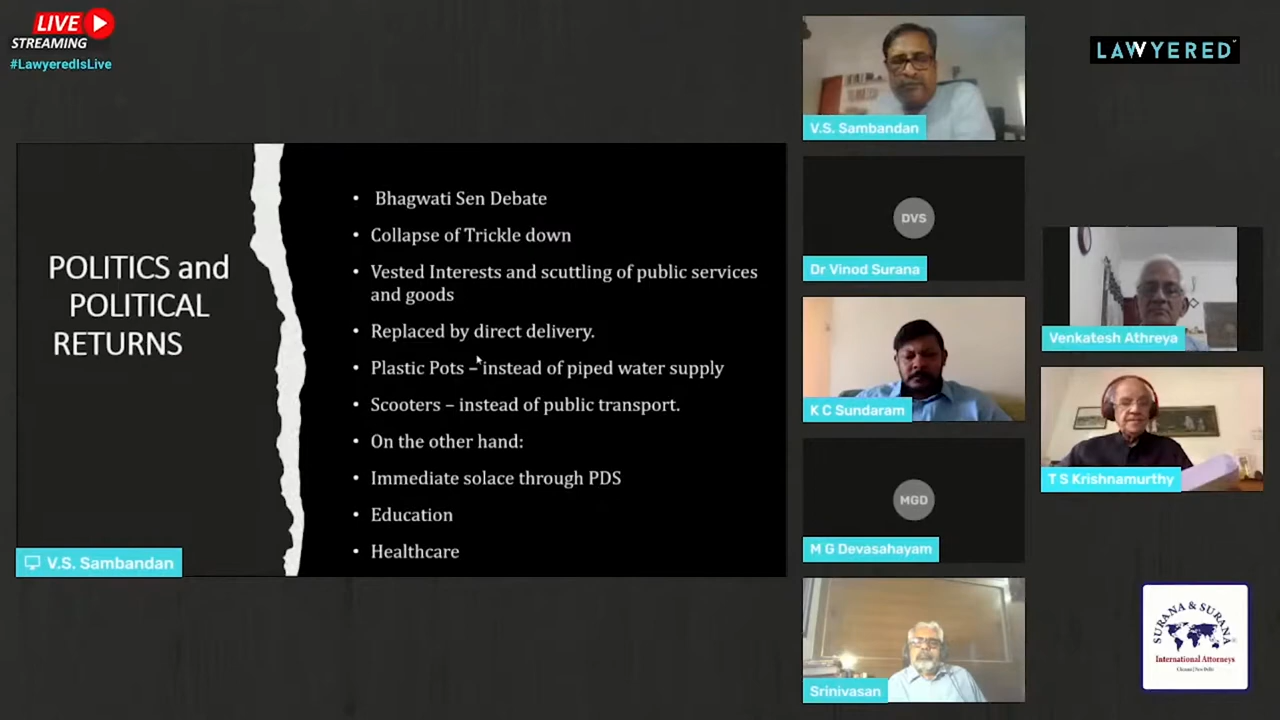 LIVE
STREAMING
#LawyeredIsLive
LAWYERED
POLITICS and
POLITICAL
RETURNS
• Bhagwati Sen Debate
• Collapse of Trickle down
• Vested Interests and scuttling of public services
and goods
• Replaced by direct delivery.
• Plastic Pots – instead of piped water supply
• Scooters – instead of public transport.
• On the other hand:
• Immediate solace through PDS
• Education
• Healthcare
V.S. Sambandan
V.S. Sambandan
DVS
Dr Vinod Surana
K C Sundaram
MGD
M G Devasahayam
Srinivasan
Venkatesh Athreya
T S Krishnamurthy
SURANA & SURANA
International Attorneys
Chennai | New Delhi